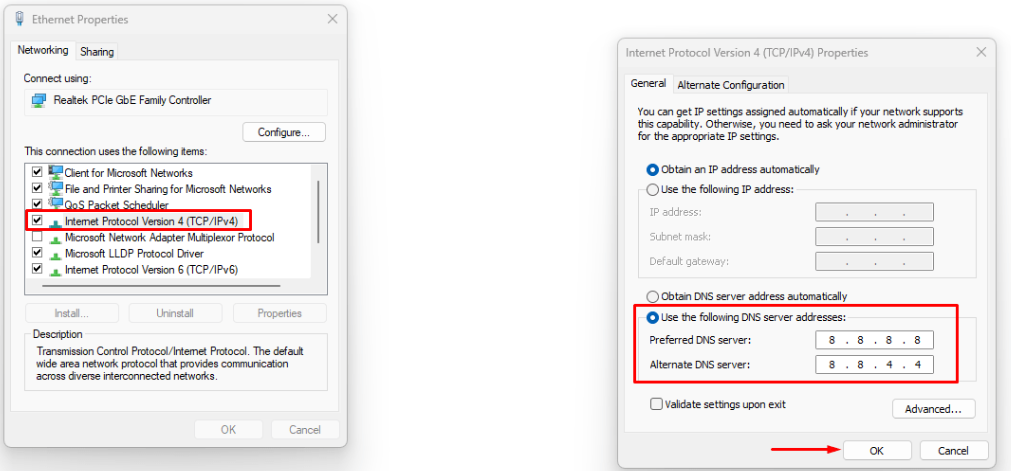 Ethernet Properties
Networking
Sharing
Connect using:
Realtek PCIe GbE Family Controller
Configure...
This connection uses the following items:
Client for Microsoft Networks
File and Printer Sharing for Microsoft Networks
QoS Packet Scheduler
Internet Protocol Version 4 (TCP/IPv4)
Microsoft Network Adapter Multiplexor Protocol
Microsoft LLDP Protocol Driver
Internet Protocol Version 6 (TCP/IPv6)
Install...
Uninstall
Properties
Description
Transmission Control Protocol/Internet Protocol. The default
wide area network protocol that provides communication
across diverse interconnected networks.
OK
Cancel
Internet Protocol Version 4 (TCP/IPv4) Properties
General
Alternate Configuration
You can get IP settings assigned automatically if your network supports
this capability. Otherwise, you need to ask your network administrator
for the appropriate IP settings.
Obtain an IP address automatically
Use the following IP address:
IP address: . . .
Subnet mask: . . .
Default gateway: . . .
Obtain DNS server address automatically
Use the following DNS server addresses:
Preferred DNS server: 8 . 8 . 8 . 8
Alternate DNS server: 8 . 8 . 4 . 4
Validate settings upon exit
Advanced...
OK
Cancel